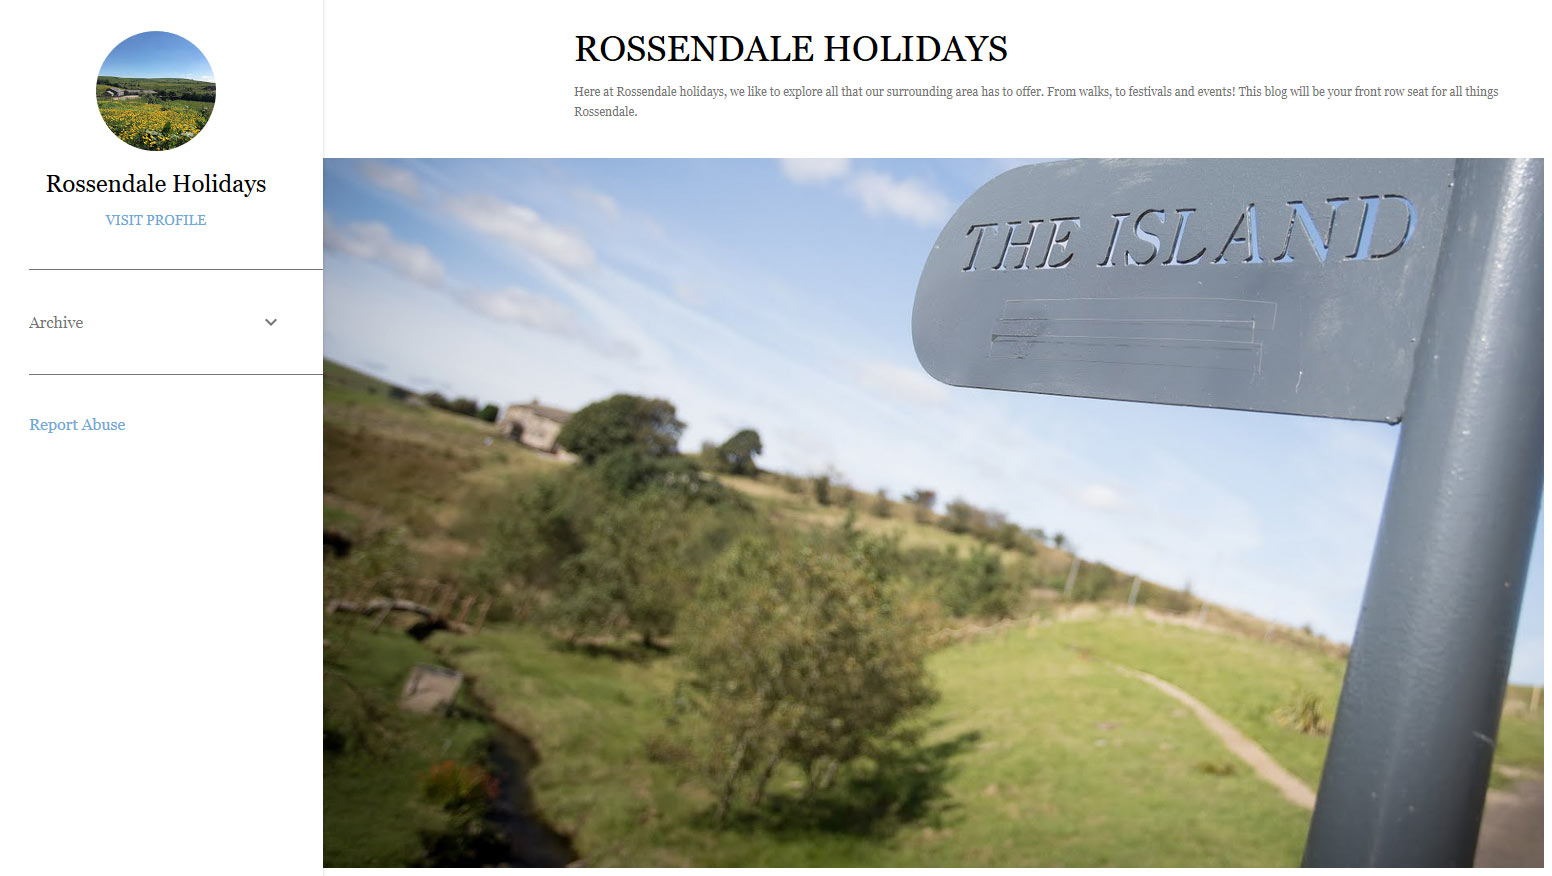 Rossendale Holidays
VISIT PROFILE
Archive
Report Abuse
ROSSENDALE HOLIDAYS
Here at Rossendale holidays, we like to explore all that our surrounding area has to offer. From walks, to festivals and events! This blog will be your front row seat for all things
Rossendale.
THE ISLAND